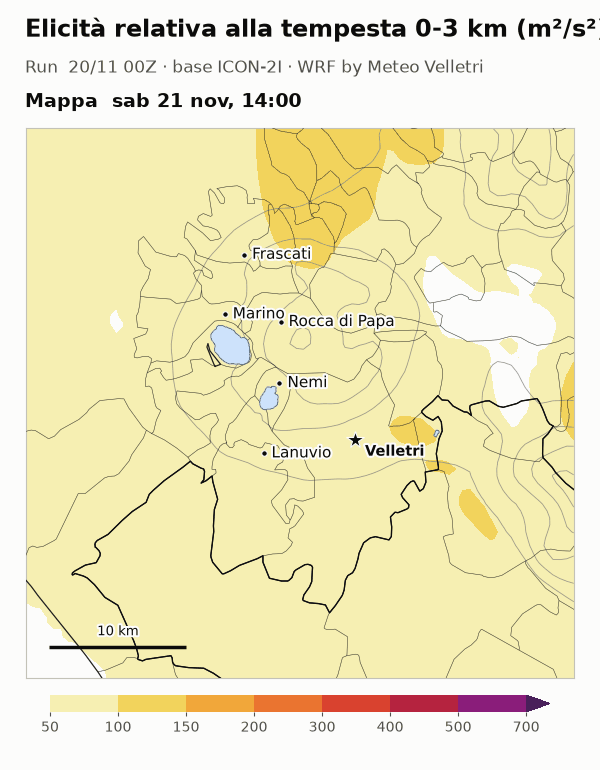 Elicità relativa alla tempesta 0-3 km (m²/s²)
Run  20/11 00Z · base ICON-2I · WRF by Meteo Velletri
Mappa  sab 21 nov, 14:00
Frascati
Marino
Rocca di Papa
Nemi
Velletri
Lanuvio
10 km
50 100 150 200 300 400 500 700